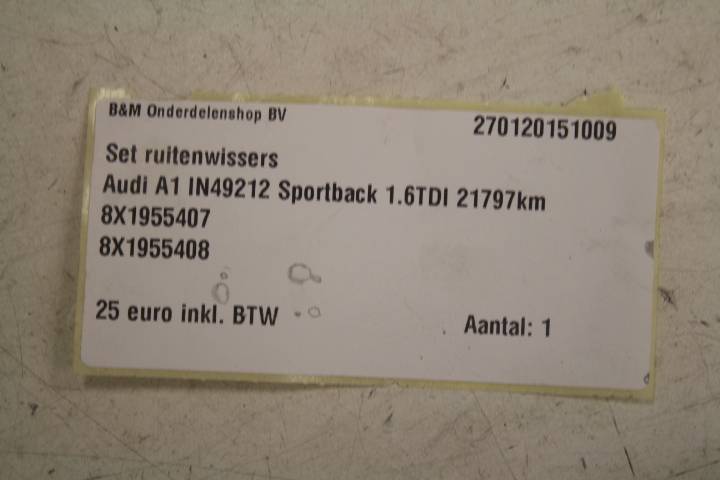 B&M Onderdelenshop BV
270120151009
Set ruitenwissers
Audi A1 IN49212 Sportback 1.6TDI 21797km
8X1955407
8X1955408
25 euro inkl. BTW
Aantal: 1